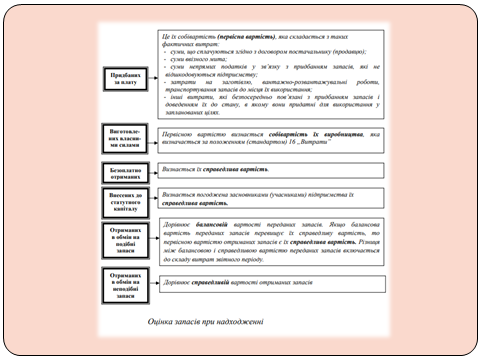 Придбаних
за плату
Це їх собівартість (первісна вартість), яка складається з таких
фактичних витрат:
- суми, що сплачуються згідно з договором постачальнику (продавцю);
- суми ввізного мита;
- суми непрямих податків у зв'язку з придбанням запасів, які не
відшкодовуються підприємству;
- затрати на заготівлю, вантажно-розвантажувальні роботи,
транспортування запасів до місця їх використання;
- інші витрати, які безпосередньо пов'язані з придбанням запасів і
доведенням їх до стану, в якому вони придатні для використання у
запланованих цілях.
Виготовле-
них власни-
ми силами
Первісною вартістю визнається собівартість їх виробництва, яка
визначається за положенням (стандартом) 16 „Витрати"
Безоплатно
отриманих
Визнається їх справедлива вартість.
Внесених до
статутного
капіталу
Визнається погоджена засновниками (учасниками) підприємства їх
справедлива вартість.
Отриманих
в обмін на
подібні
запаси
Дорівнює балансовій вартості переданих запасів. Якщо балансова
вартість переданих запасів перевищує їх справедливу вартість, то
первісною вартістю отриманих запасів є їх справедлива вартість. Різниця
між балансовою і справедливою вартістю переданих запасів включається
до складу витрат звітного періоду.
Отриманих
в обмін на
неподібні
запаси
Дорівнює справедливій вартості отриманих запасів
Оцінка запасів при надходженні